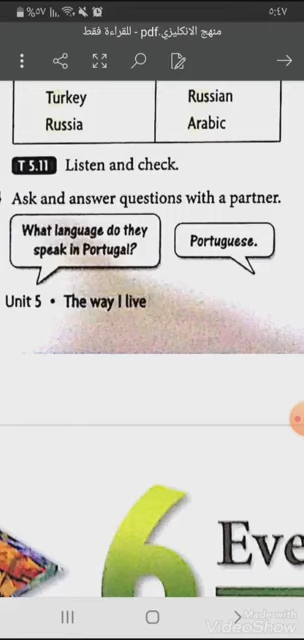 %٥٧ ٥:٤٧
منهج الانكليزي.pdf - للقراءة فقط
Turkey Russian
Russia Arabic
T 5.11 Listen and check.
Ask and answer questions with a partner.
What language do they
speak in Portugal?
Portuguese.
Unit 5 • The way I live
6 Eve
Made with
VideoShow